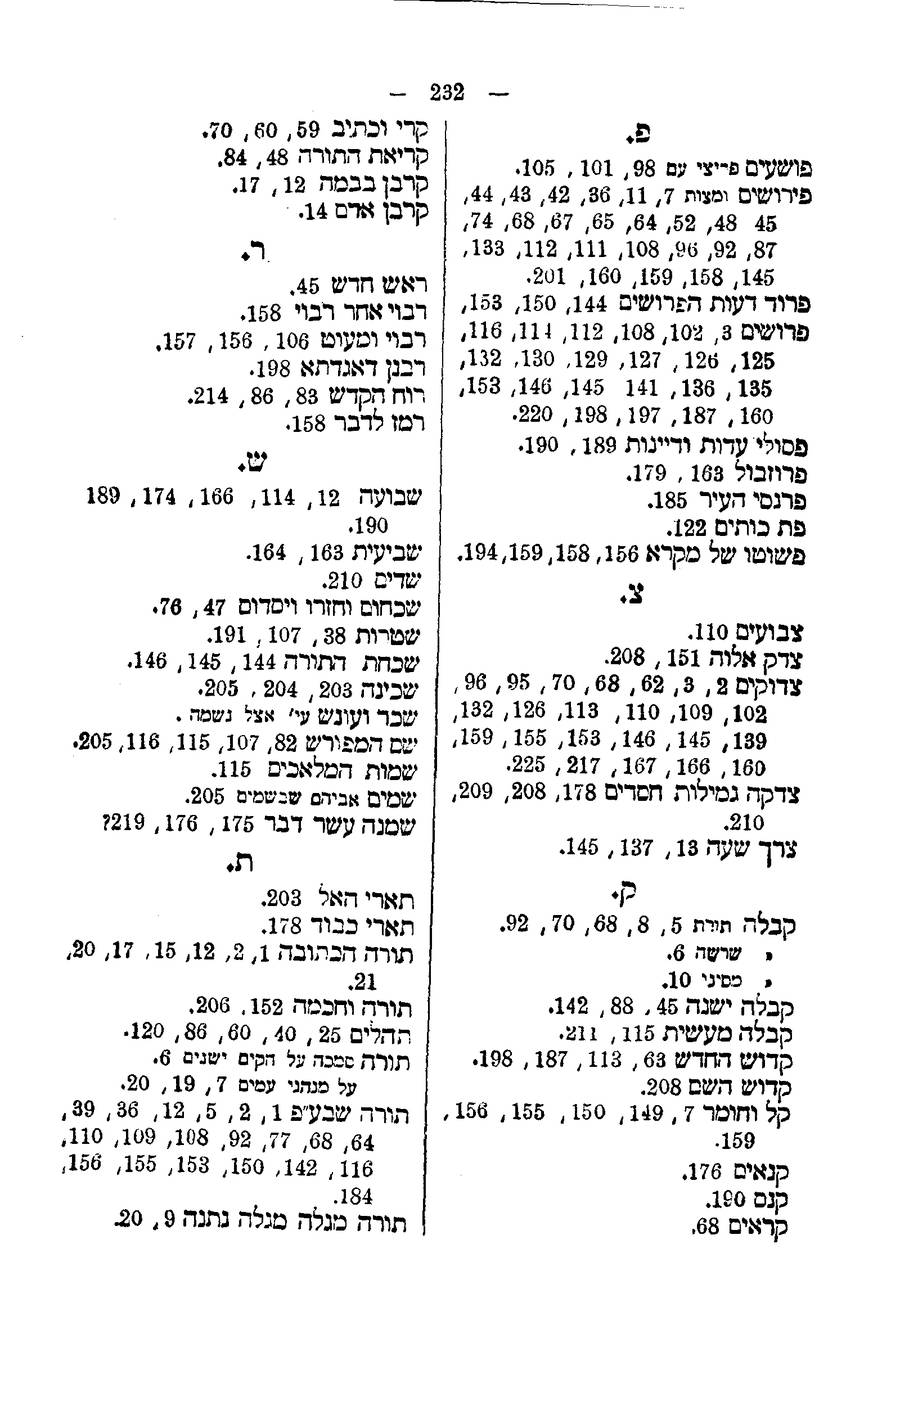 — 232 —
פ.
פושעים פריצי עם 98, 101, 105.
פירושים ומצות 7, 11, 36, 42, 43, 44,
45 48, 52, 64, 65, 67, 68, 74,
87, 92, 96, 108, 111, 112, 133,
145, 158, 159, 160, 201.
פרוד דעות הפרושים 144, 150, 153,
פרושים 3, 102, 108, 112, 114, 116,
125, 126, 127, 129, 130, 132,
135, 136, 141 145, 146, 153,
160, 187, 197, 198, 220.
פסולי עדות ודיינות 189, 190.
פרוזבול 163, 179.
פרנסי העיר 185.
פת כותים 122.
פשוטו של מקרא 156, 158, 159, 194.
צ.
צבועים 110.
צדק אלוה 151, 208.
צדוקים 2, 3, 62, 68, 70, 95, 96,
102, 109, 110, 113, 126, 132,
139, 145, 146, 153, 155, 159,
160, 166, 167, 217, 225.
צדקה גמילות חסדים 178, 208, 209,
210.
צרך שעה 13, 137, 145.
ק.
קבלה תורת 5, 8, 68, 70, 92.
„ שרשה 6.
„ מסיני 10.
קבלה ישנה 45, 88, 142.
קבלה מעשית 115, 211.
קדוש החדש 63, 113, 187, 198.
קדוש השם 208.
קל וחומר 7, 149, 150, 155, 156,
159.
קנאים 176.
קנס 190.
קראים 68.
קרי וכתיב 59, 60, 70.
קריאת התורה 48, 84.
קרבן בבמה 12, 17.
קרבן אדם 14.
ר.
ראש חדש 45.
רבוי אחר רבוי 158.
רבוי ומעוט 106, 156, 157.
רבנן דאגדתא 198.
רוח הקדש 83, 86, 214.
רמז לדבר 158.
ש.
שבועה 12, 114, 166, 174, 189
190.
שביעית 163, 164.
שדים 210.
שכחום וחזרו ויסדום 47, 76.
שטרות 38, 107, 191.
שכחת התורה 144, 145, 146.
שכינה 203, 204, 205.
שכר ועונש עי׳ אצל נשמה.
שם המפורש 82, 107, 115, 116, 205.
שמות המלאכים 115.
שמים אביהם שבשמים 205.
שמנה עשר דבר 175, 176, 219?
ת.
תארי האל 203.
תארי כבוד 178.
תורה הכתובה 1, 2, 12, 15, 17, 20,
21.
תורה וחכמה 152, 206.
תהלים 25, 40, 60, 86, 120.
תורה סמכה על חקים ישנים 6.
על מנהגי עמים 7, 19, 20.
תורה שבע״פ 1, 2, 5, 12, 36, 39,
64, 68, 77, 92, 108, 109, 110,
116, 142, 150, 153, 155, 156,
184.
תורה מגלה מגלה נתנה 9, 20.